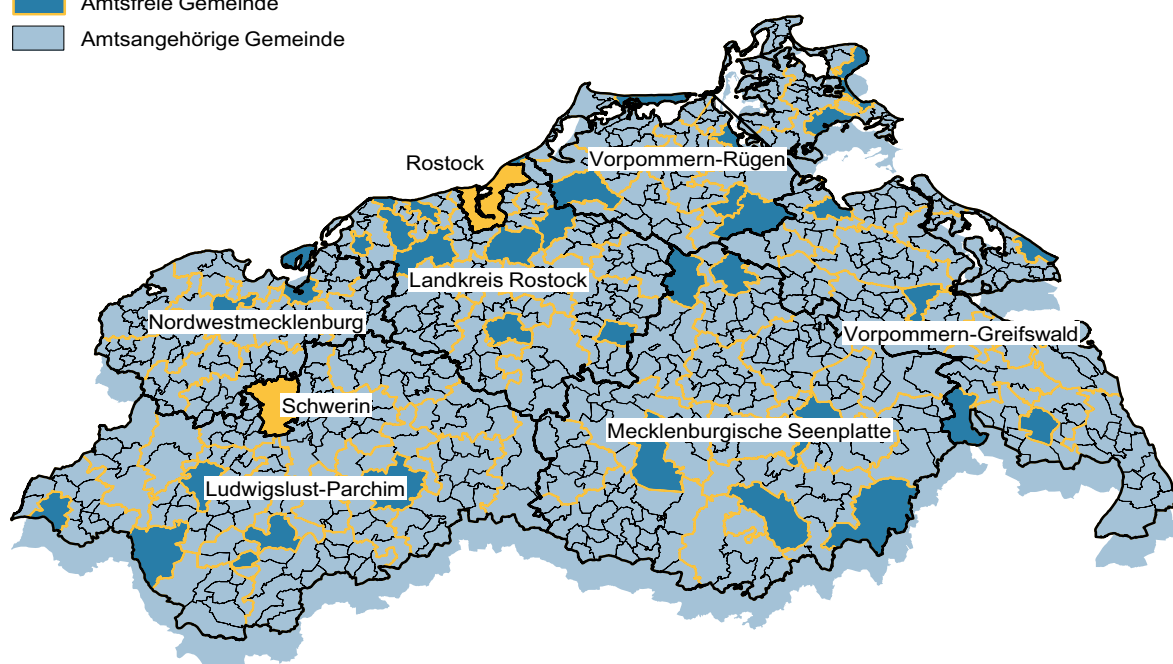 Amtsfreie Gemeinde
Amtsangehörige Gemeinde
Rostock
Vorpommern-Rügen
Landkreis Rostock
Nordwestmecklenburg
Vorpommern-Greifswald
Schwerin
Mecklenburgische Seenplatte
Ludwigslust-Parchim